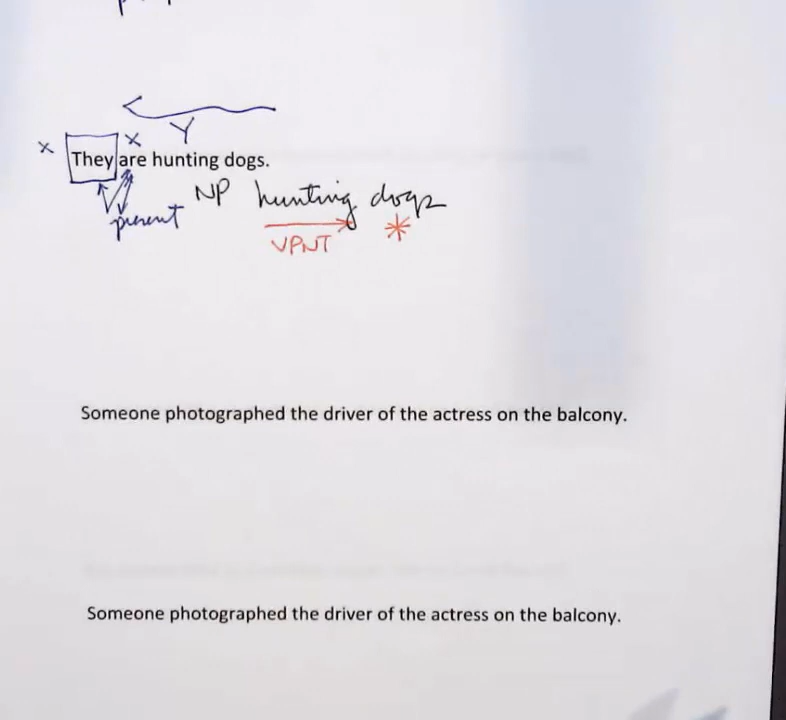 Y
x x
They are hunting dogs.
NP hunting dogs
present
VPNT *
Someone photographed the driver of the actress on the balcony.
Someone photographed the driver of the actress on the balcony.